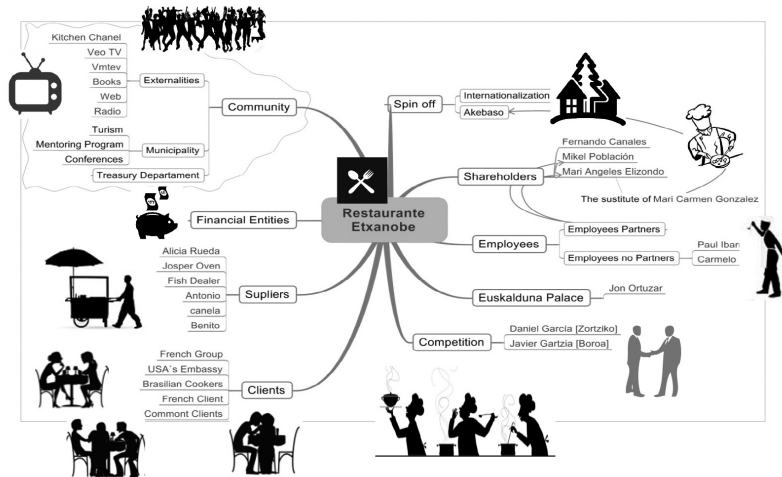 Kitchen Chanel
Veo TV
Vmtev
Books
Web
Radio
Externalities
Turism
Mentoring Program
Conferences
Municipality
Treasury Departament
Community
Financial Entities
Alicia Rueda
Josper Oven
Fish Dealer
Antonio
canela
Benito
Supliers
French Group
USA´s Embassy
Brasilian Cookers
French Client
Commont Clients
Clients
Restaurante
Etxanobe
Spin off
Internationalization
Akebaso
Shareholders
Fernando Canales
Mikel Población
Mari Angeles Elizondo
The sustitute of Mari Carmen Gonzalez
Employees
Employees Partners
Employees no Partners
Paul Ibar
Carmelo
Euskalduna Palace
Jon Ortuzar
Competition
Daniel García [Zortziko]
Javier Gartzia [Boroa]